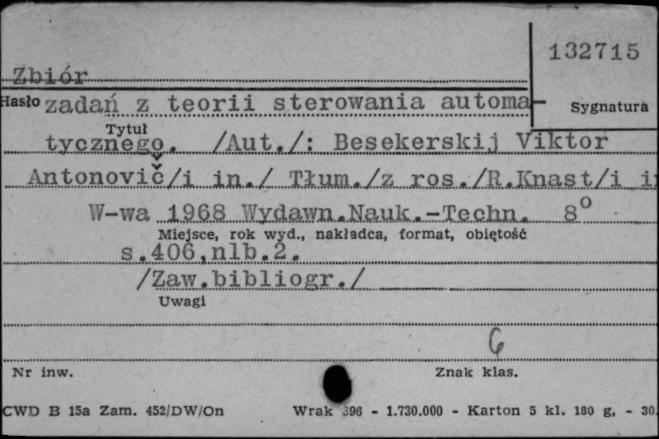 132715
Zbiór
Hasło zadań z teorii sterowania automa-
Sygnatura
Tytuł
tycznego. /Aut./: Besekerskij Viktor
Antonovič/i in./ Tłum./z ros./R.Knast/i i
W-wa 1968 Wydawn.Nauk.-Techn. 8°
Miejsce, rok wyd., nakładca, format, objętość
s.406,nlb.2.
/Zaw.bibliogr./
Uwagi
6
Nr inw. Znak klas.
CWD B 15a Zam. 452/DW/On Wrak 396 - 1.730.000 - Karton 5 kl. 180 g. - 30.